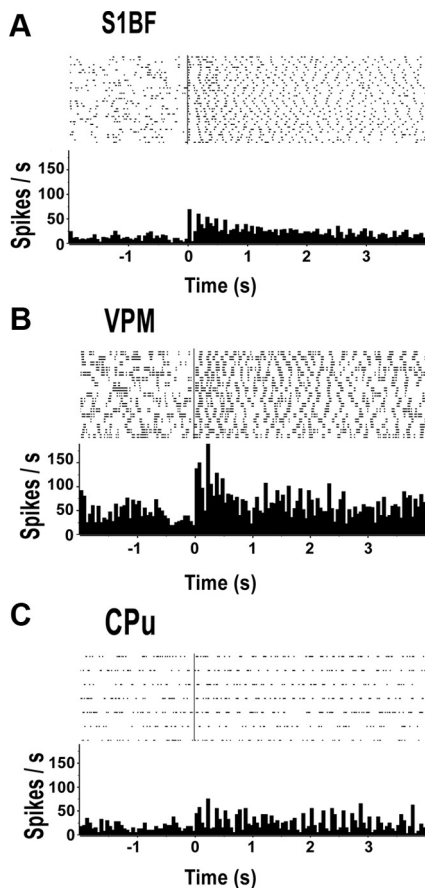 A
S1BF
Spikes / s
150
100
50
0
-1 0 1 2 3
Time (s)
B
VPM
Spikes / s
150
100
50
0
-1 0 1 2 3
Time (s)
C
CPu
Spikes / s
150
100
50
0
-1 0 1 2 3
Time (s)